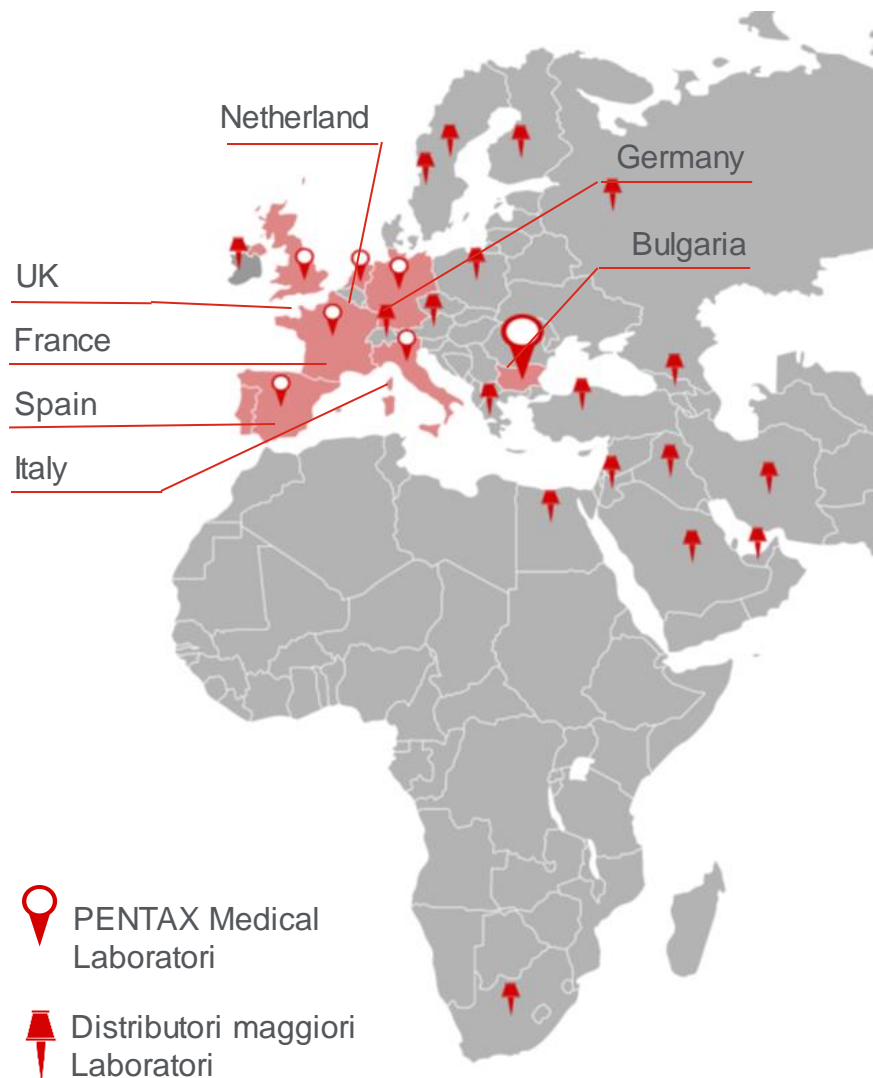 Netherland
Germany
Bulgaria
UK
France
Spain
Italy
PENTAX Medical
Laboratori
Distributori maggiori
Laboratori